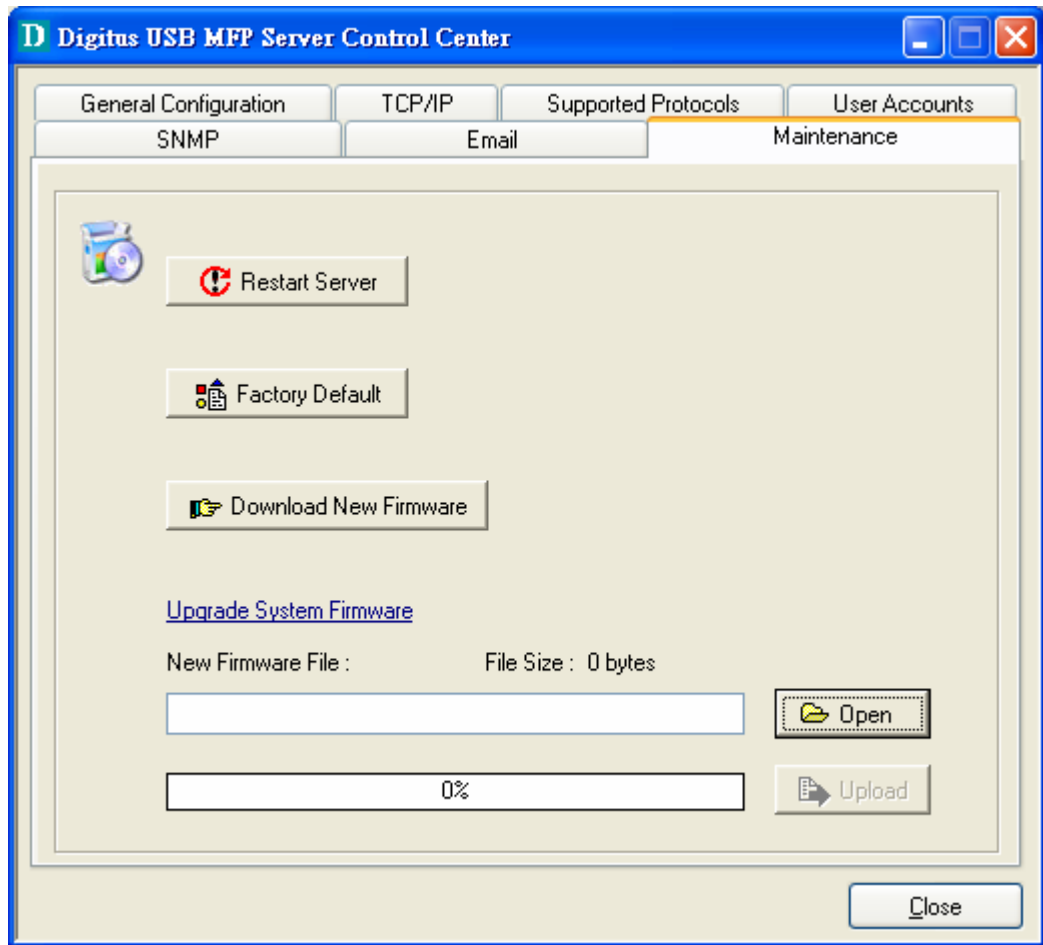 Digitus USB MFP Server Control Center
General Configuration
TCP/IP
Supported Protocols
User Accounts
SNMP
Email
Maintenance
Restart Server
Factory Default
Download New Firmware
Upgrade System Firmware
New Firmware File : File Size : 0 bytes
Open
0%
Upload
Close